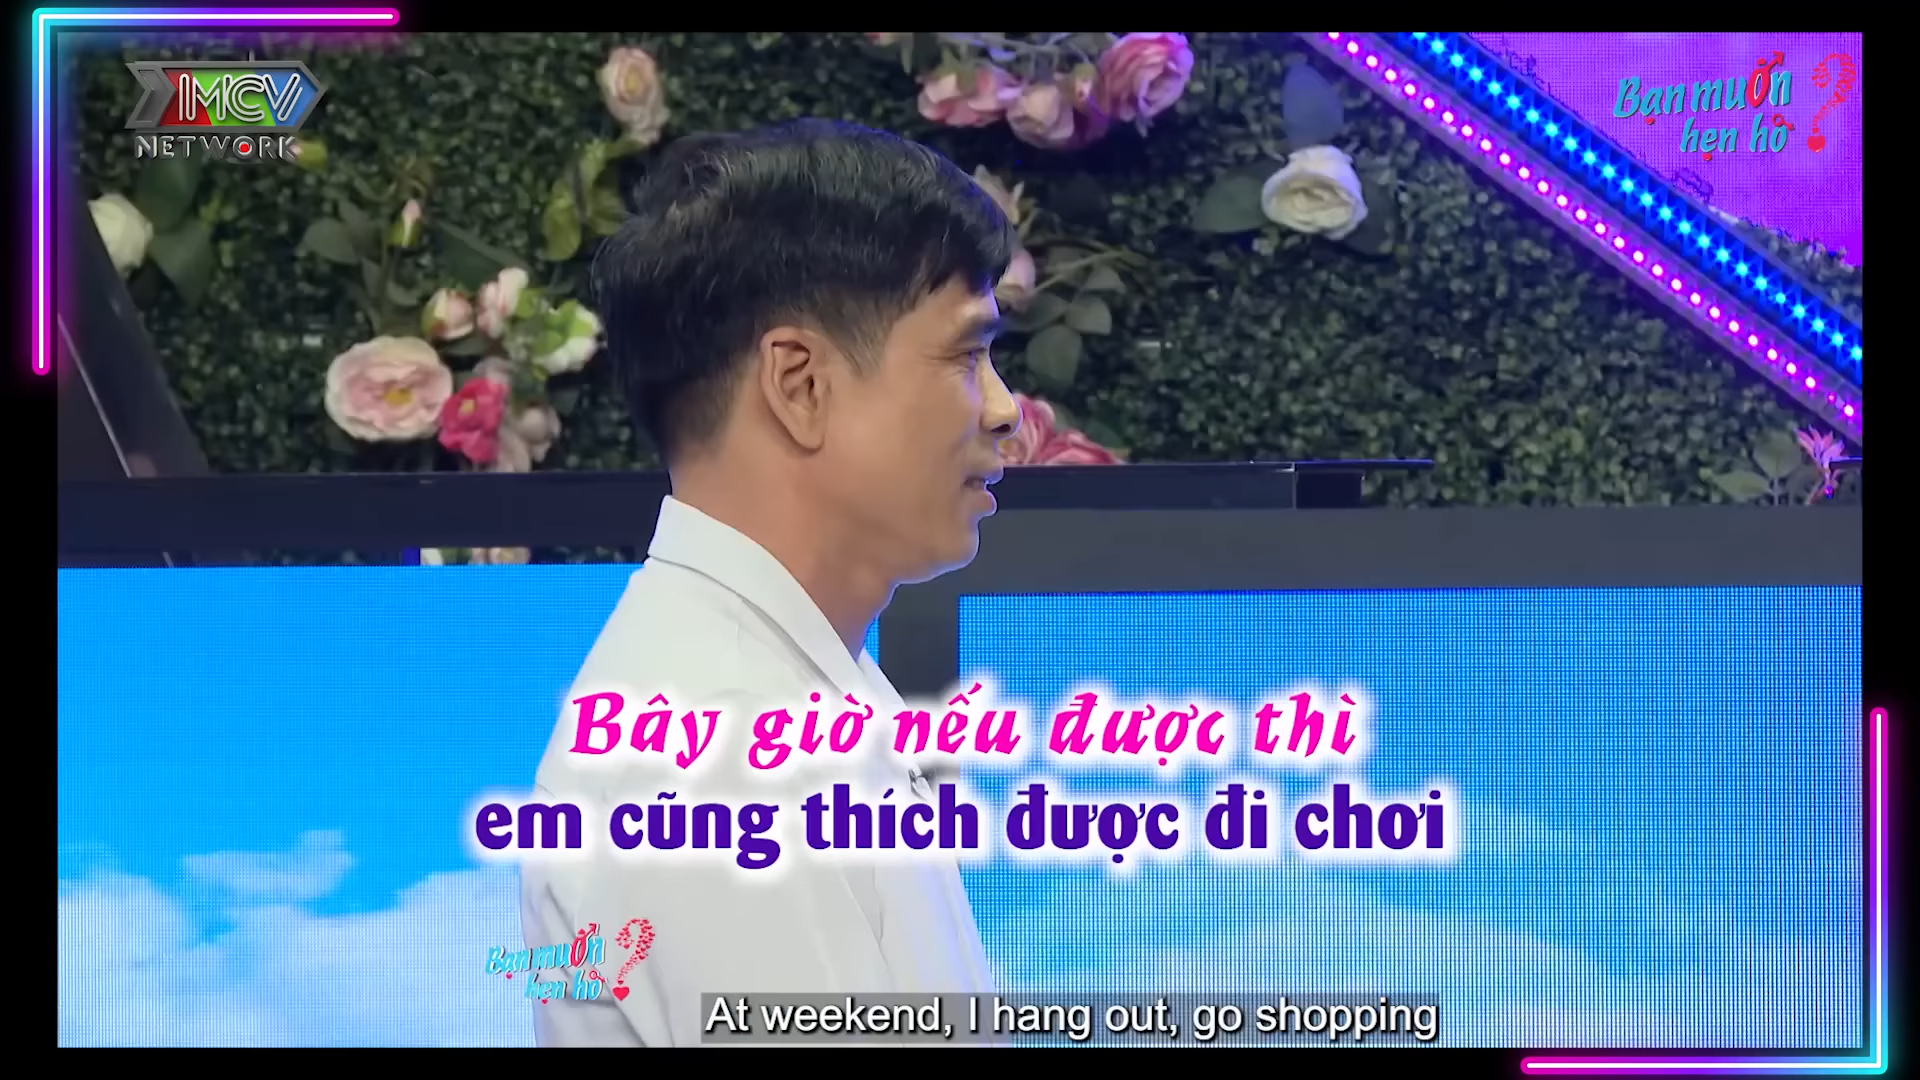 MCV
NETWORK
Bạn muốn
hẹn hò
?
Bây giờ nếu được thì
em cũng thích được đi chơi
Bạn muốn
hẹn hò
?
At weekend, I hang out, go shopping